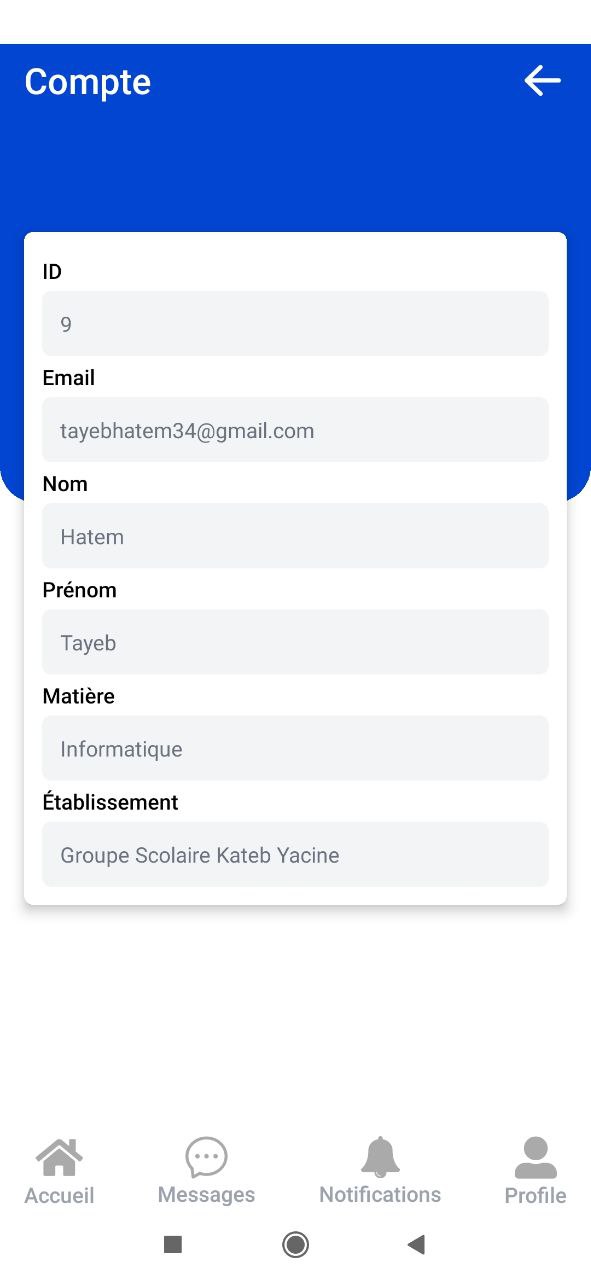 Compte
ID
9
Email
tayebhatem34@gmail.com
Nom
Hatem
Prénom
Tayeb
Matière
Informatique
Établissement
Groupe Scolaire Kateb Yacine
Accueil Messages Notifications Profile